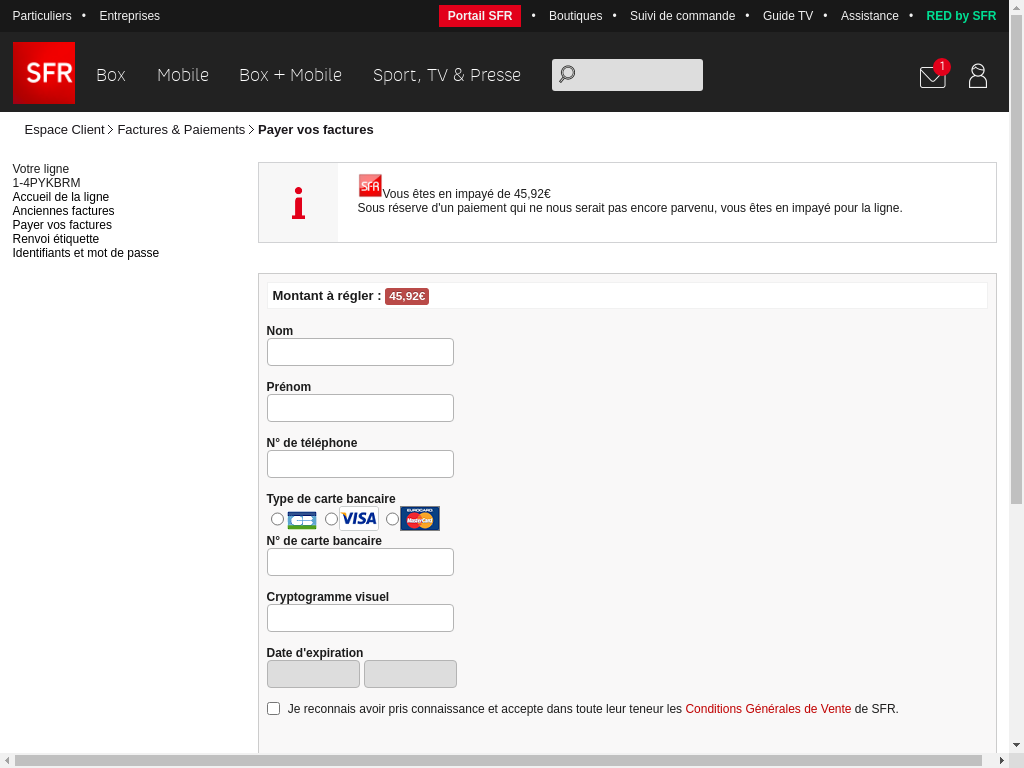 Particuliers • Entreprises
Portail SFR • Boutiques • Suivi de commande • Guide TV • Assistance • RED by SFR
SFR Box Mobile Box + Mobile Sport, TV & Presse 1
Espace Client > Factures & Paiements > Payer vos factures
Votre ligne
1-4PYKBRM
Accueil de la ligne
Anciennes factures
Payer vos factures
Renvoi étiquette
Identifiants et mot de passe
SFR Vous êtes en impayé de 45,92€
Sous réserve d'un paiement qui ne nous serait pas encore parvenu, vous êtes en impayé pour la ligne.
Montant à régler : 45,92€
Nom
Prénom
N° de téléphone
Type de carte bancaire
CB VISA EUROCARD MasterCard
N° de carte bancaire
Cryptogramme visuel
Date d'expiration
Je reconnais avoir pris connaissance et accepte dans toute leur teneur les Conditions Générales de Vente de SFR.